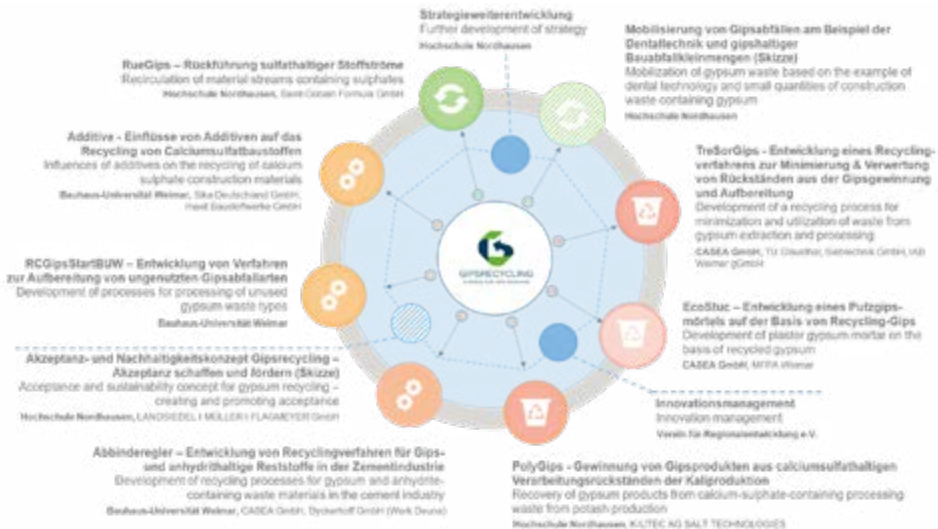 Strategieweiterentwicklung
Further development of strategy
Hochschule Nordhausen
Mobilisierung von Gipsabfällen am Beispiel der
Dentaltechnik und gipshaltiger
Bauabfallkleinmengen (Skizze)
Mobilization of gypsum waste based on the example of
dental technology and small quantities of construction
waste containing gypsum
Hochschule Nordhausen
RueGips – Rückführung sulfathaltiger Stoffströme
Recirculation of material streams containing sulphates
Hochschule Nordhausen, Saint-Gobain Formula GmbH
Additive - Einflüsse von Additiven auf das
Recycling von Calciumsulfatbaustoffen
Influences of additives on the recycling of calcium
sulphate construction materials
Bauhaus-Universität Weimar, Sika Deutschland GmbH,
maxit Baustoffwerke GmbH
TreSorGips - Entwicklung eines Recycling-
verfahrens zur Minimierung & Verwertung
von Rückständen aus der Gipsgewinnung
und Aufbereitung
Development of a recycling process for
minimization and utilization of waste from
gypsum extraction and processing
CASEA GmbH, TU Clausthal, GmbH, IAB
Weimar gGmbH
GIPSRECYCLING
RCGipsStartBUW – Entwicklung von Verfahren
zur Aufbereitung von ungenutzten Gipsabfallarten
Development of processes for processing of unused
gypsum waste types
Bauhaus-Universität Weimar
EcoStuc – Entwicklung eines Putzgips-
mörtels auf der Basis von Recycling-Gips
Development of plaster gypsum mortar on the
basis of recycled gypsum
CASEA GmbH, MFPA Weimar
Akzeptanz- und Nachhaltigkeitskonzept Gipsrecycling –
Akzeptanz schaffen und fördern (Skizze)
Acceptance and sustainability concept for gypsum recycling –
creating and promoting acceptance
Hochschule Nordhausen, LANDSIEDEL I MÜLLER I FLAGMEYER GmbH
Innovationsmanagement
Innovation management
Verein für Regionalentwicklung e.V.
Abbinderegler – Entwicklung von Recyclingverfahren für Gips-
und anhydrithaltige Reststoffe in der Zementindustrie
Development of recycling processes for gypsum and anhydrite-
containing waste materials in the cement industry
Bauhaus-Universität Weimar, CASEA GmbH, Dyckerhoff GmbH (Werk Deuna)
PolyGips - Gewinnung von Gipsprodukten aus calciumsulfathaltigen
Verarbeitungsrückständen der Kaliproduktion
Recovery of gypsum products from calcium-sulphate-containing processing
waste from potash production
Hochschule Nordhausen, K-UTEC AG SALT TECHNOLOGIES